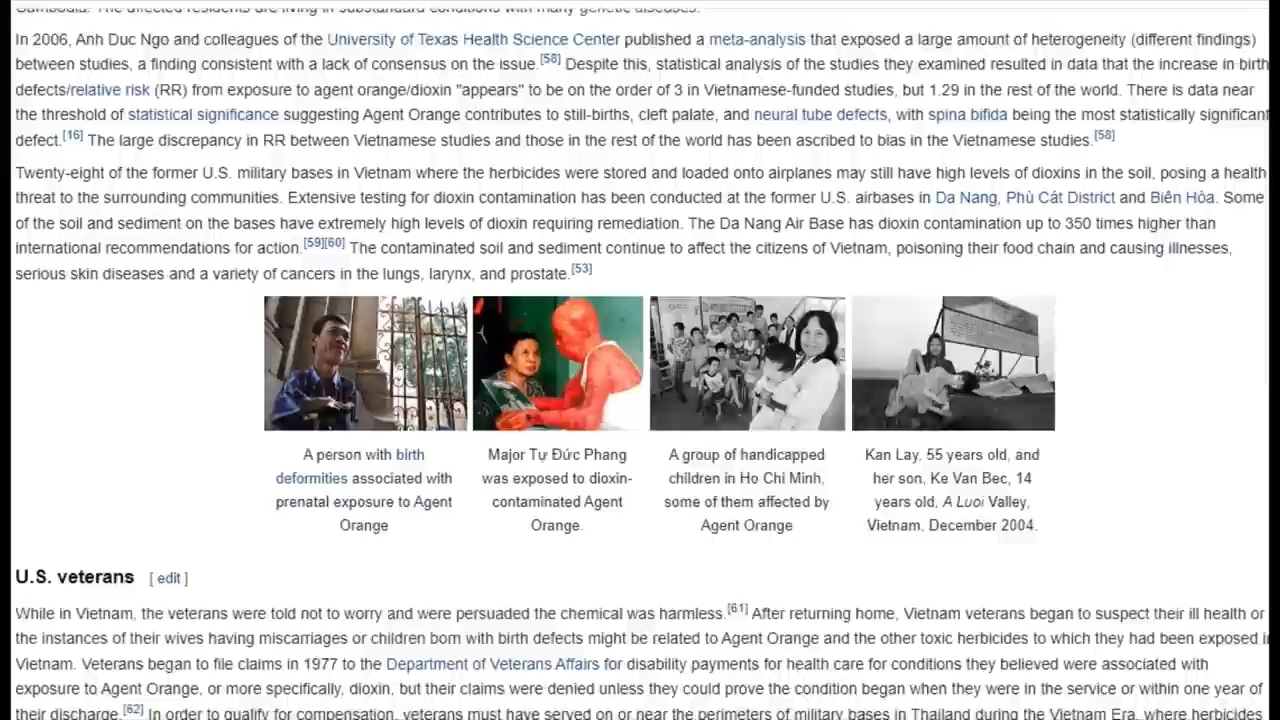 Cambodia. The affected residents are living in substandard conditions with many genetic diseases.
In 2006, Anh Duc Ngo and colleagues of the University of Texas Health Science Center published a meta-analysis that exposed a large amount of heterogeneity (different findings)
between studies, a finding consistent with a lack of consensus on the issue.[58] Despite this, statistical analysis of the studies they examined resulted in data that the increase in birth
defects/relative risk (RR) from exposure to agent orange/dioxin "appears" to be on the order of 3 in Vietnamese-funded studies, but 1.29 in the rest of the world. There is data near
the threshold of statistical significance suggesting Agent Orange contributes to still-births, cleft palate, and neural tube defects, with spina bifida being the most statistically significant
defect.[16] The large discrepancy in RR between Vietnamese studies and those in the rest of the world has been ascribed to bias in the Vietnamese studies.[58]
Twenty-eight of the former U.S. military bases in Vietnam where the herbicides were stored and loaded onto airplanes may still have high levels of dioxins in the soil, posing a health
threat to the surrounding communities. Extensive testing for dioxin contamination has been conducted at the former U.S. airbases in Da Nang, Phù Cát District and Biên Hòa. Some
of the soil and sediment on the bases have extremely high levels of dioxin requiring remediation. The Da Nang Air Base has dioxin contamination up to 350 times higher than
international recommendations for action.[59][60] The contaminated soil and sediment continue to affect the citizens of Vietnam, poisoning their food chain and causing illnesses,
serious skin diseases and a variety of cancers in the lungs, larynx, and prostate.[53]
A person with birth
deformities associated with
prenatal exposure to Agent
Orange
Major Tự Đức Phang
was exposed to dioxin-
contaminated Agent
Orange.
A group of handicapped
children in Ho Chi Minh,
some of them affected by
Agent Orange
Kan Lay, 55 years old, and
her son, Ke Van Bec, 14
years old, A Luoi Valley,
Vietnam, December 2004.
U.S. veterans [ edit ]
While in Vietnam, the veterans were told not to worry and were persuaded the chemical was harmless.[61] After returning home, Vietnam veterans began to suspect their ill health or
the instances of their wives having miscarriages or children born with birth defects might be related to Agent Orange and the other toxic herbicides to which they had been exposed in
Vietnam. Veterans began to file claims in 1977 to the Department of Veterans Affairs for disability payments for health care for conditions they believed were associated with
exposure to Agent Orange, or more specifically, dioxin, but their claims were denied unless they could prove the condition began when they were in the service or within one year of
their discharge.[62] In order to qualify for compensation, veterans must have served on or near the perimeters of military bases in Thailand during the Vietnam Era, where herbicides